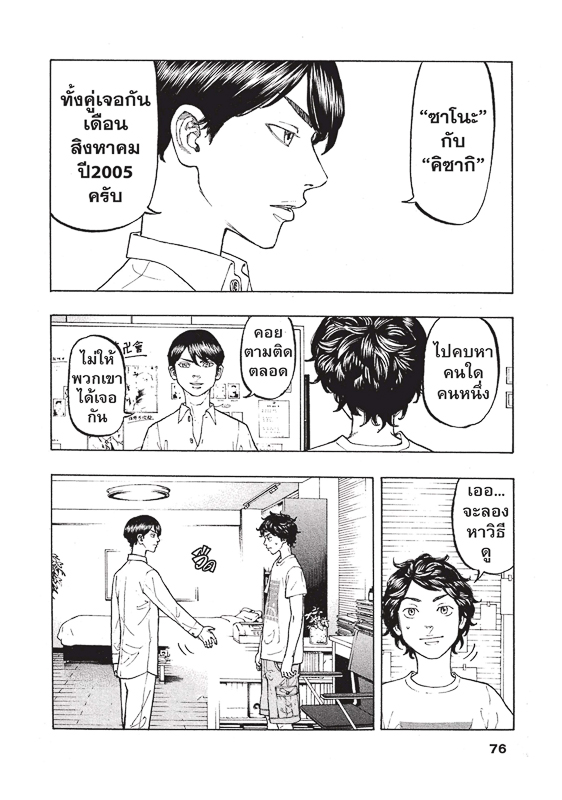 “ซาโนะ”
กับ
“คิซากิ”
ทั้งคู่เจอกัน
เดือน
สิงหาคม
ปี2005
ครับ
ไปคบหา
คนใด
คนหนึ่ง
คอย
ตามติด
ตลอด
ไม่ให้
พวกเขา
ได้เจอ
กัน
เออ...
จะลอง
หาวิธี
ดู
76